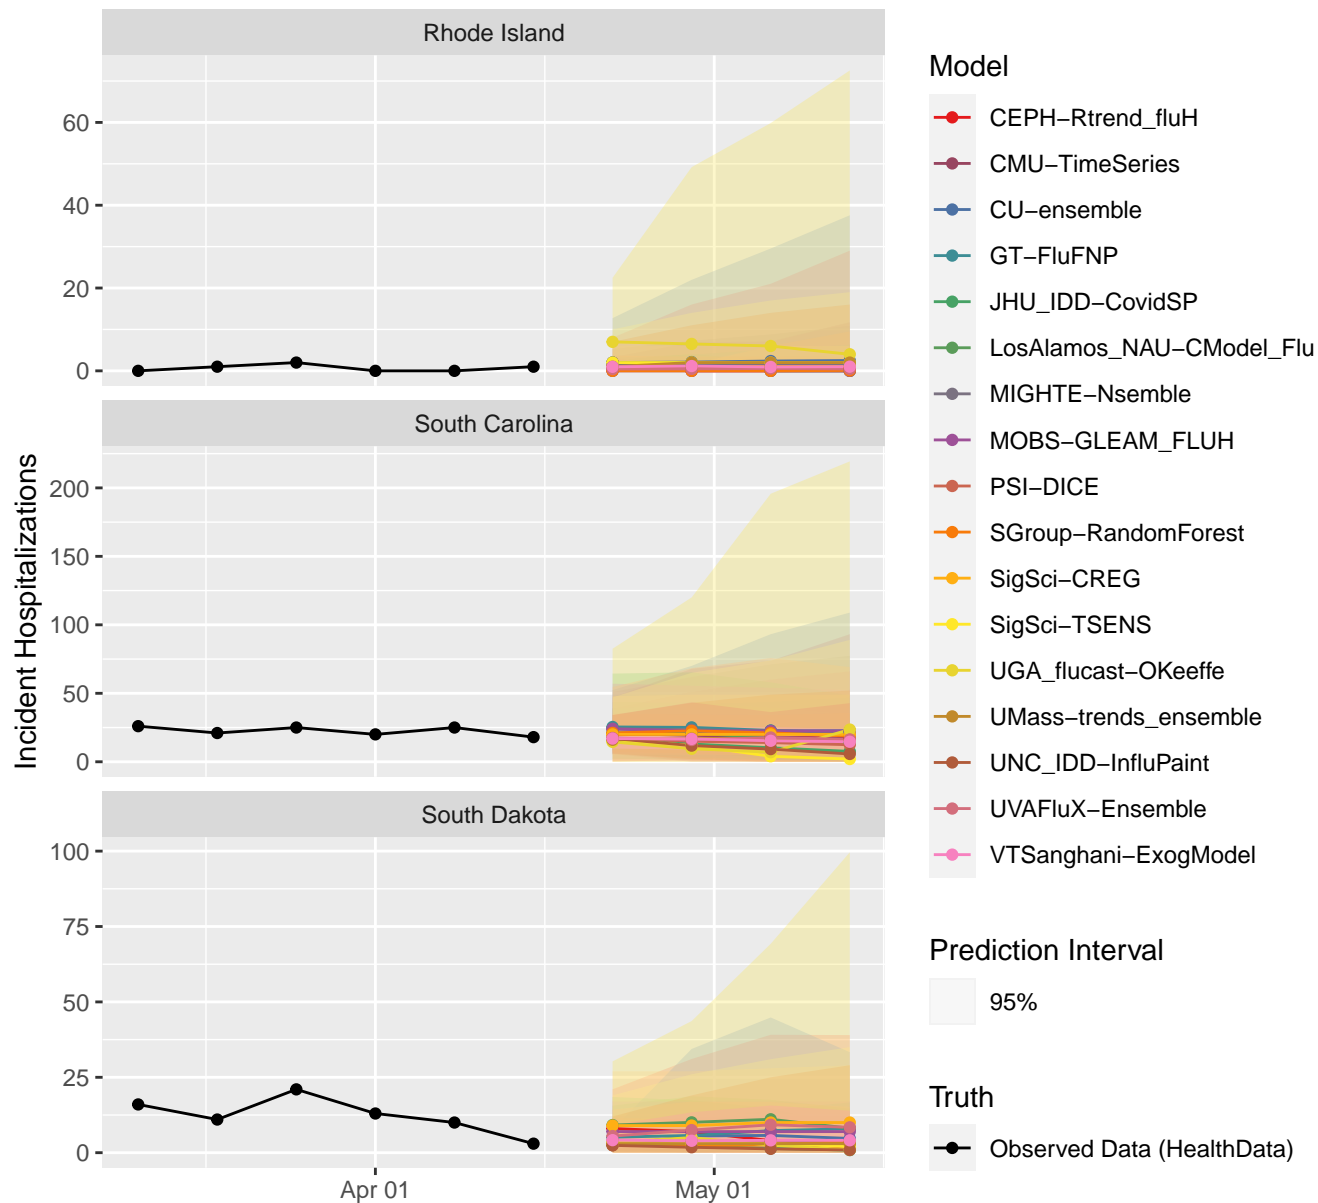 Rhode Island
60
40
20
0
South Carolina
200
150
100
50
0
South Dakota
100
75
50
25
0
Apr 01
May 01
Incident Hospitalizations
Model
CEPH−Rtrend_fluH
CMU−TimeSeries
CU−ensemble
GT−FluFNP
JHU_IDD−CovidSP
LosAlamos_NAU−CModel_Flu
MIGHTE−Nsemble
MOBS−GLEAM_FLUH
PSI−DICE
SGroup−RandomForest
SigSci−CREG
SigSci−TSENS
UGA_flucast−OKeeffe
UMass−trends_ensemble
UNC_IDD−InfluPaint
UVAFluX−Ensemble
VTSanghani−ExogModel
Prediction Interval
95%
Truth
Observed Data (HealthData)